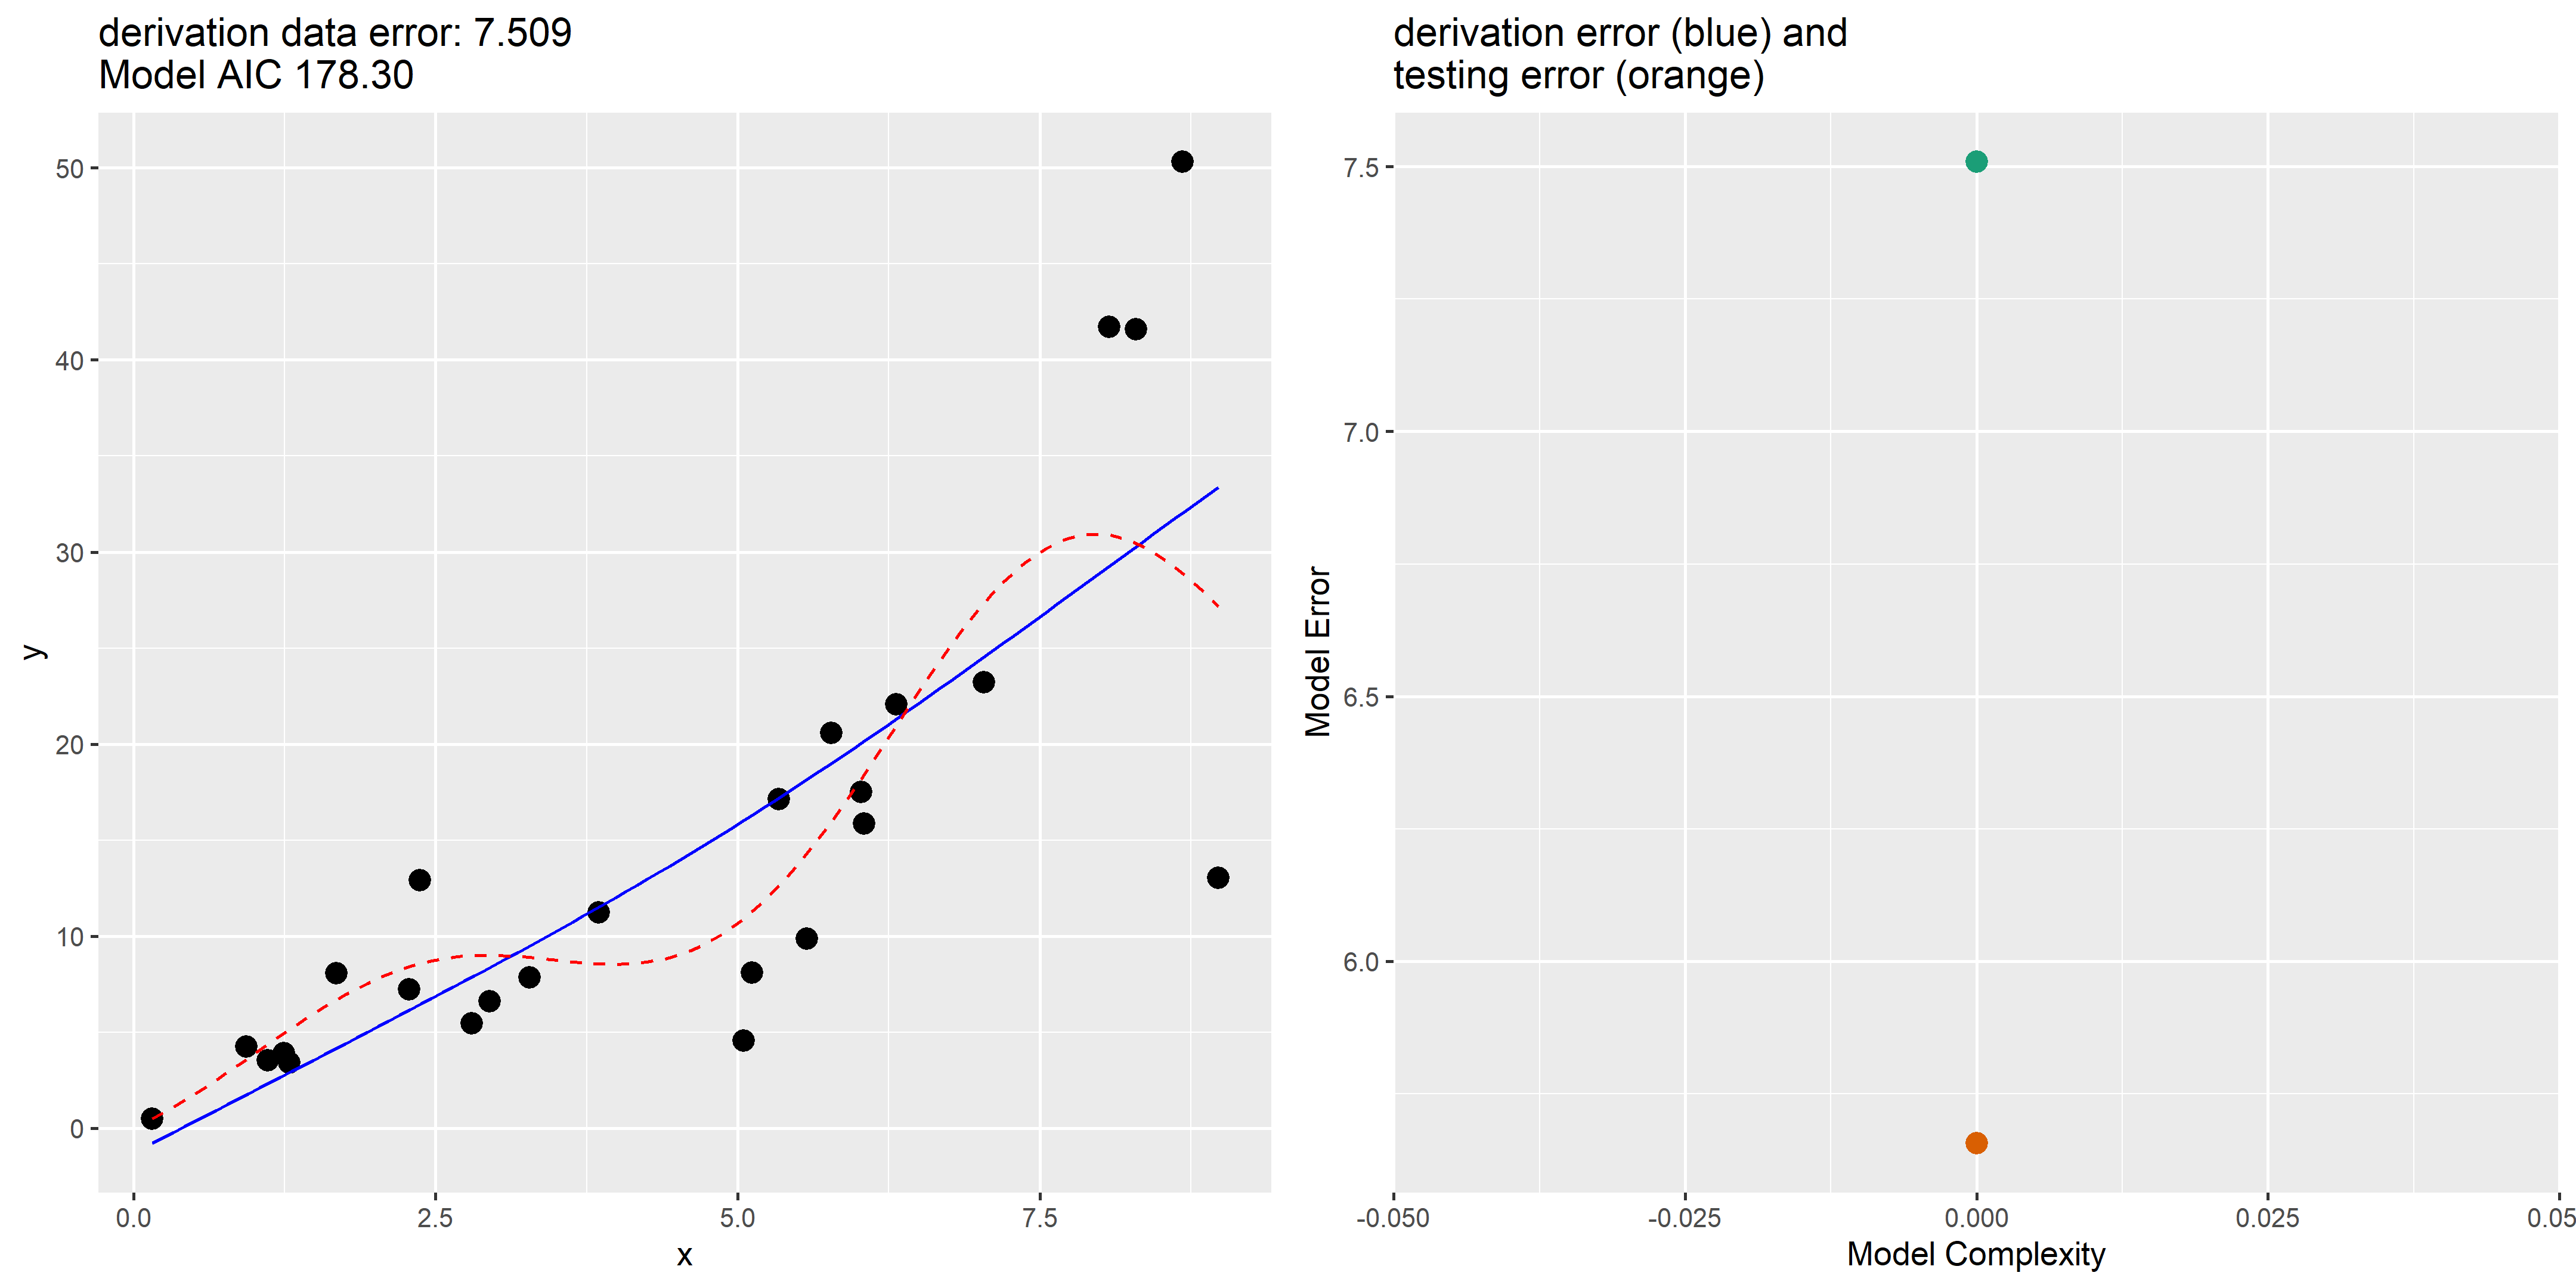 derivation data error: 7.509
Model AIC 178.30
50
40
30
20
10
0
y
0.0
2.5
5.0
7.5
x
derivation error (blue) and
testing error (orange)
7.5
7.0
6.5
6.0
Model Error
-0.050
-0.025
0.000
0.025
0.05
Model Complexity